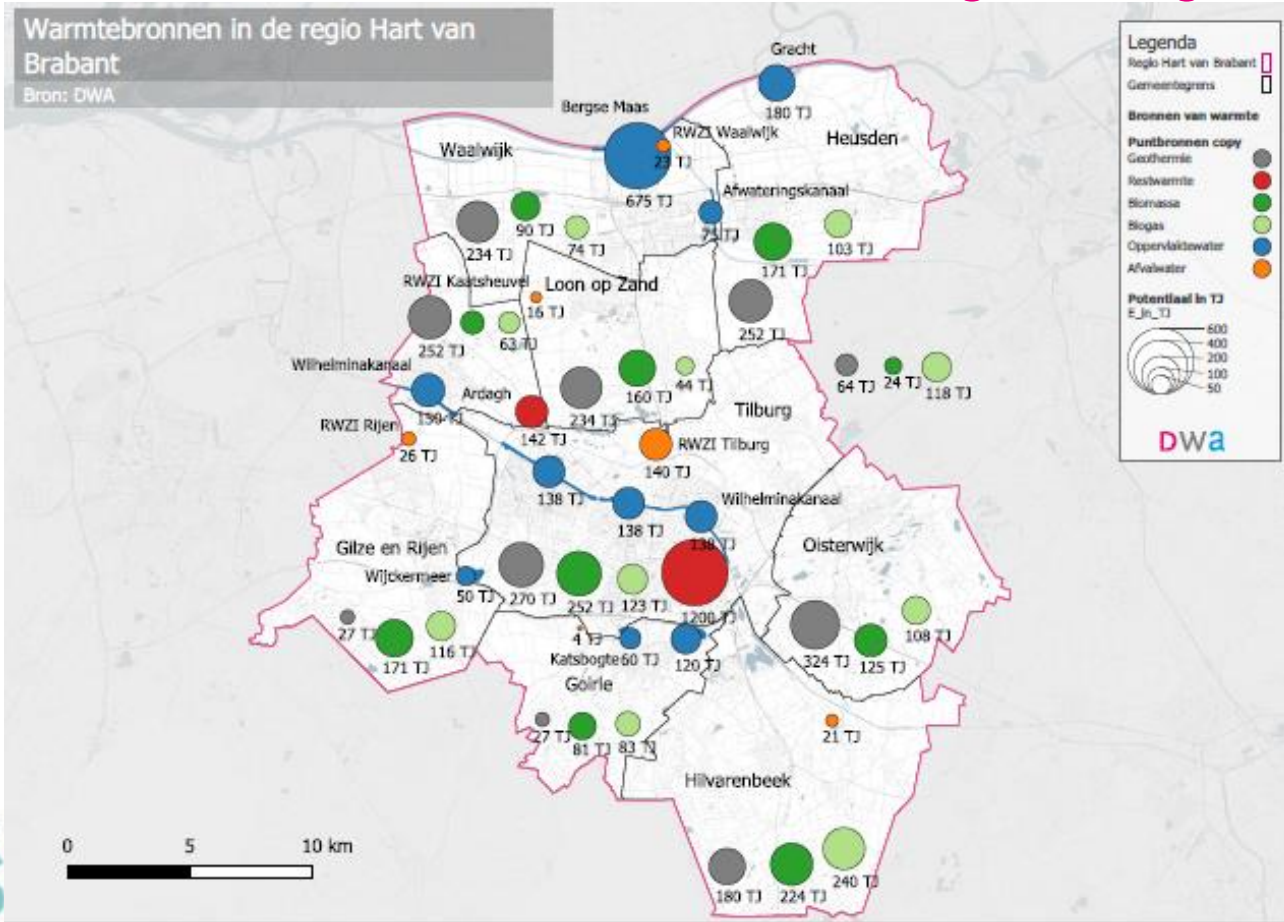 Warmtebronnen in de regio Hart van
Brabant
Bron: DWA
Legenda
Regio Hart van Brabant
Gemeentegrens
Bronnen van warmte
Puntbronnen copy
Geothermie
Restwarmte
Biomassa
Biogas
Oppervlaktewater
Afvalwater
Potentiaal in TJ
E_in_TJ
600
400
200
100
50
DWA
Gracht
180 TJ
Bergse Maas
RWZI Waalwijk
23 TJ
675 TJ
Heusden
Waalwijk
Afwateringskanaal
75 TJ
234 TJ
90 TJ
74 TJ
171 TJ
103 TJ
RWZI Kaatsheuvel
Loon op Zand
16 TJ
252 TJ
63 TJ
252 TJ
Wilhelminakanaal
130 TJ
Ardagh
142 TJ
234 TJ
160 TJ
44 TJ
64 TJ
24 TJ
118 TJ
Tilburg
RWZI Rijen
26 TJ
RWZI Tilburg
140 TJ
138 TJ
138 TJ
Wilhelminakanaal
138 TJ
Oisterwijk
Gilze en Rijen
Wijckermeer
50 TJ
270 TJ
252 TJ
123 TJ
1200 TJ
27 TJ
171 TJ
116 TJ
4 TJ
Katsbogte
60 TJ
120 TJ
324 TJ
125 TJ
108 TJ
Goirle
27 TJ
81 TJ
83 TJ
21 TJ
Hilvarenbeek
180 TJ
224 TJ
240 TJ
0 5 10 km